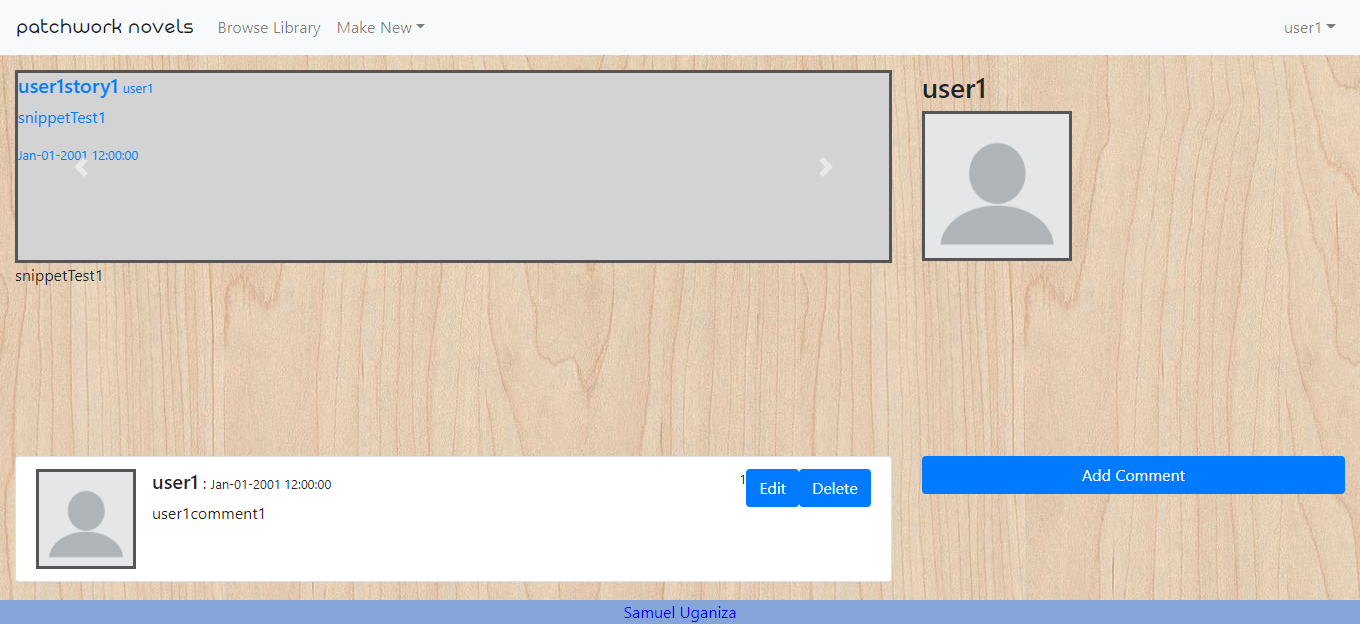 patchwork novels Browse Library Make New user1
user1story1 user1
snippetTest1
Jan-01-2001 12:00:00
snippetTest1
user1
user1 : Jan-01-2001 12:00:00
user1comment1
1 Edit Delete
Add Comment
Samuel Uganiza